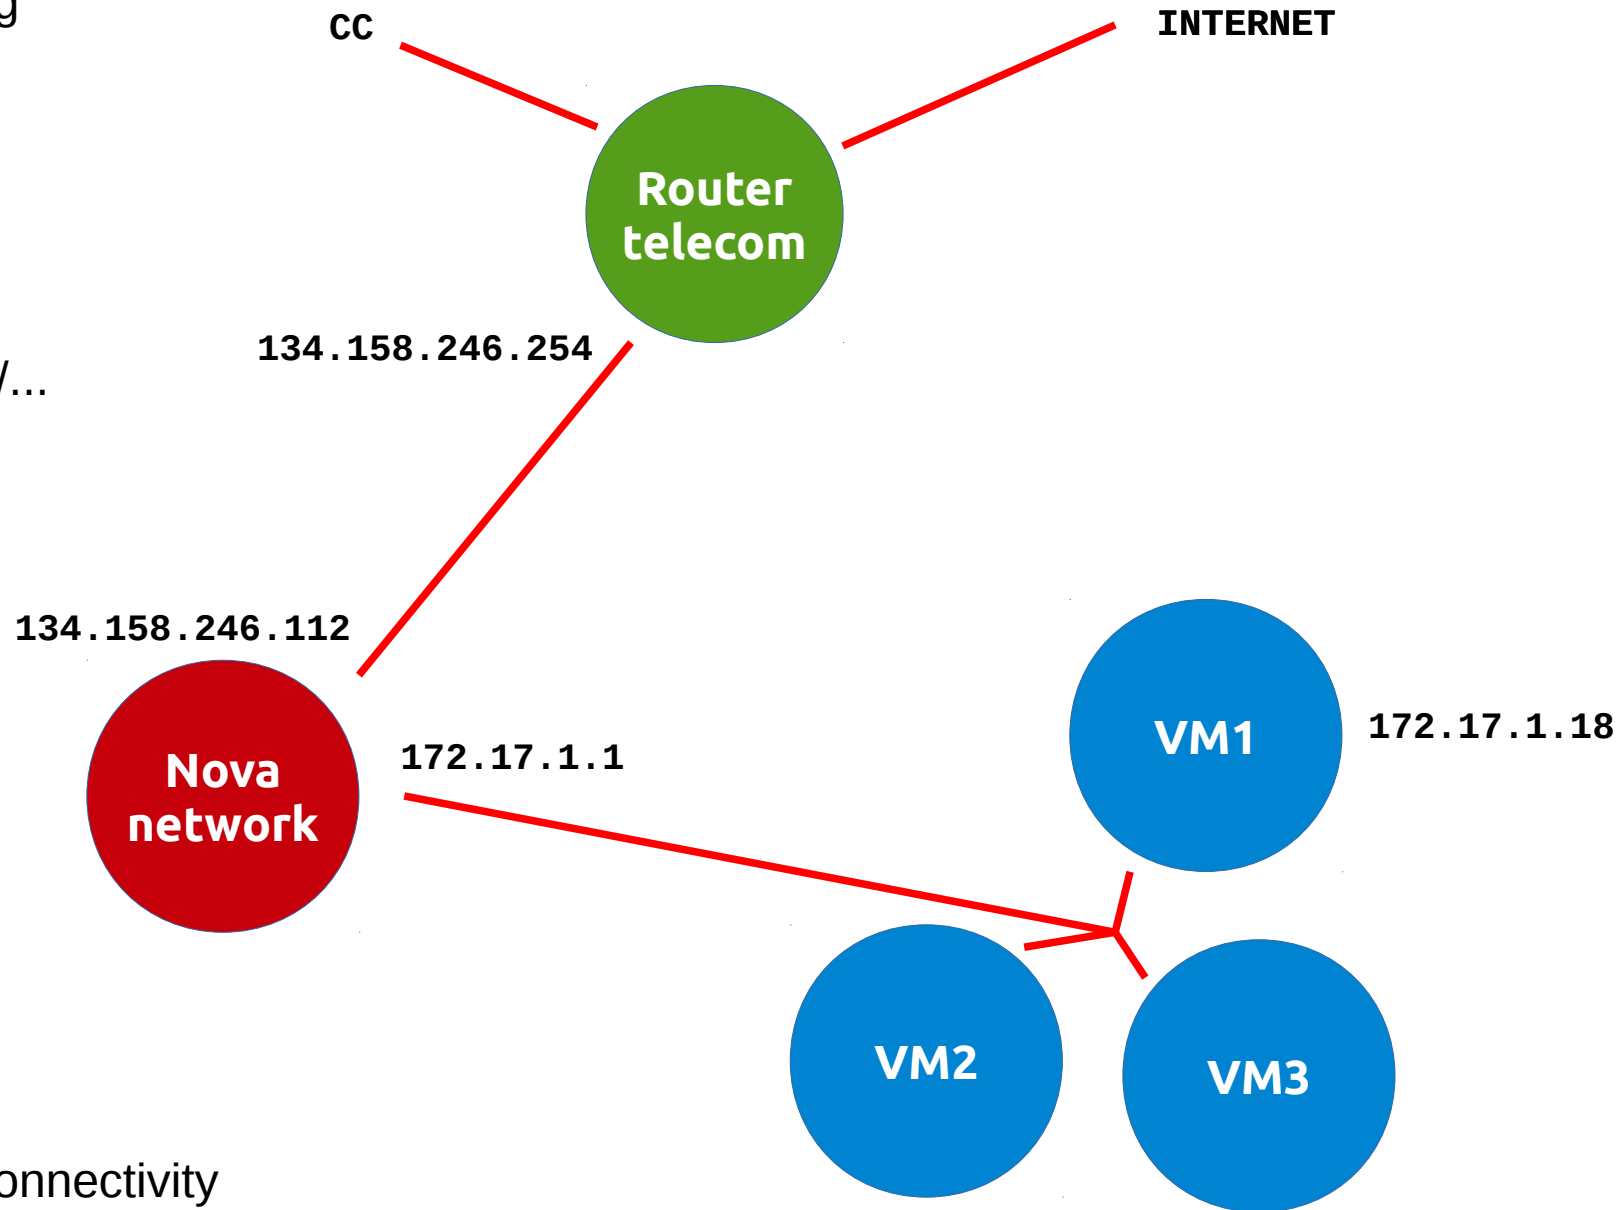 g
CC
INTERNET
Router
telecom
134.158.246.254
/...
134.158.246.112
Nova
network
172.17.1.1
VM1
172.17.1.18
VM2
VM3
onnectivity